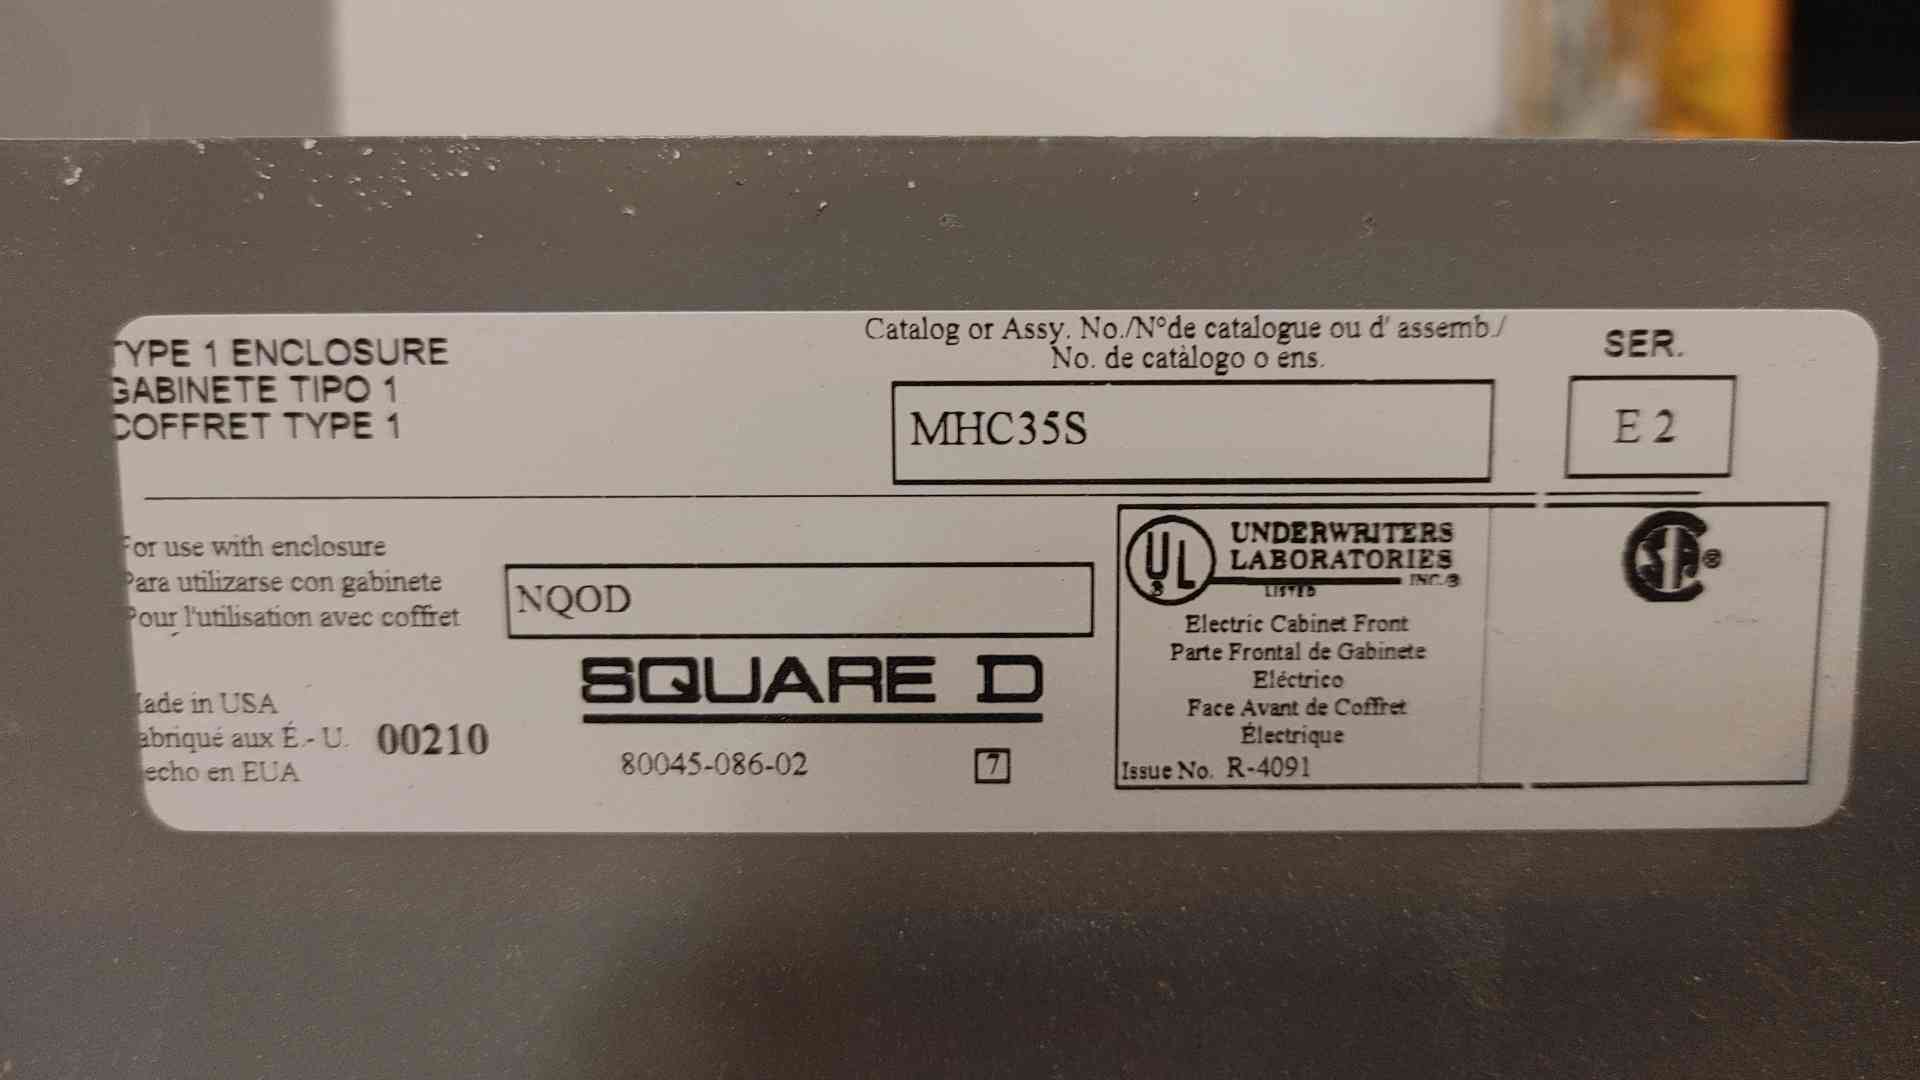 TYPE 1 ENCLOSURE
GABINETE TIPO 1
COFFRET TYPE 1
Catalog or Assy. No./N°de catalogue ou d' assemb./
No. de catàlogo o ens.
MHC35S
SER.
E 2
For use with enclosure
Para utilizarse con gabinete
Pour l'utilisation avec coffret
NQOD
Made in USA
Fabriqué aux É.- U.
Hecho en EUA
00210
SQUARE D
80045-086-02
7
UL
UNDERWRITERS
LABORATORIES
INC.®
LISTED
Electric Cabinet Front
Parte Frontal de Gabinete
Eléctrico
Face Avant de Coffret
Électrique
Issue No. R-4091
SA®